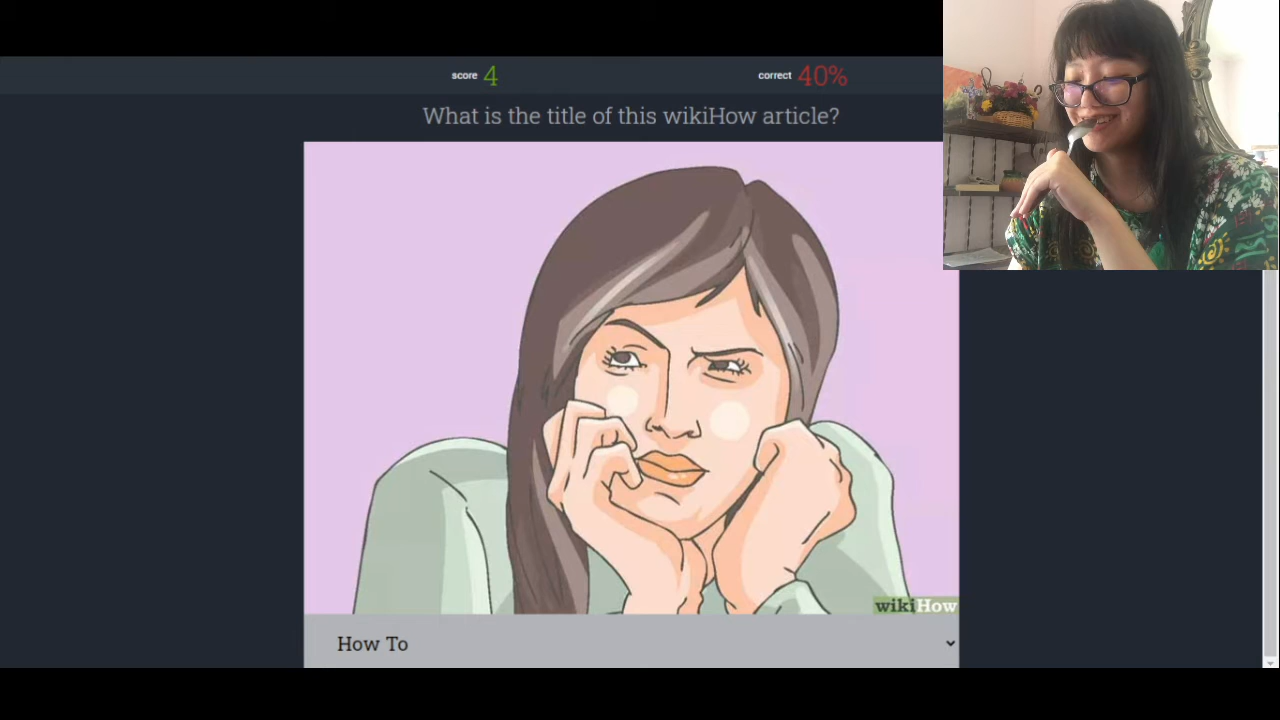 score 4
correct 40%
What is the title of this wikiHow article?
wikiHow
How To